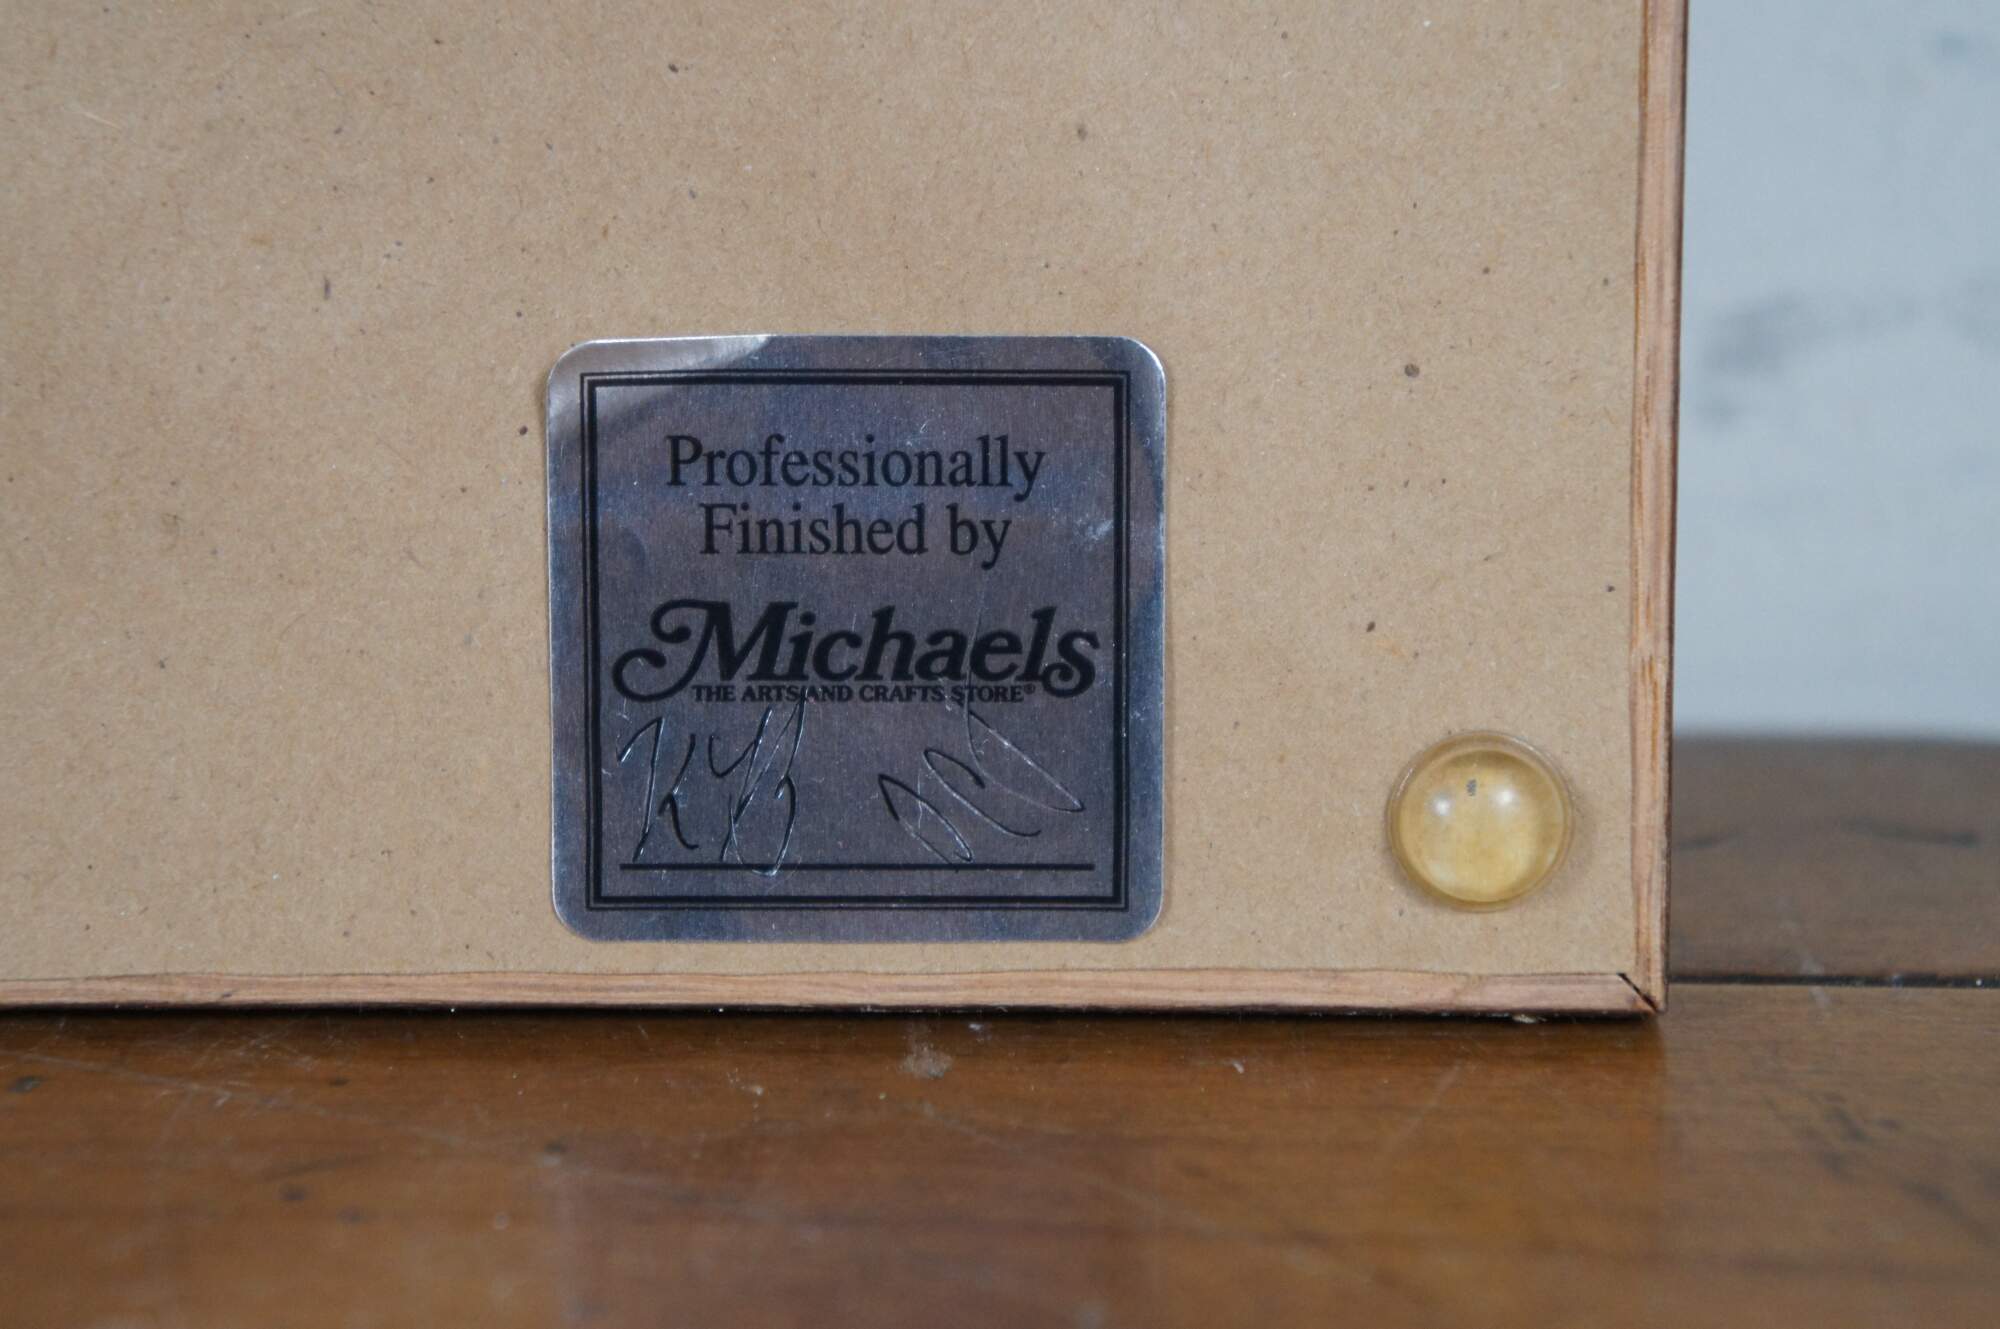 Professionally
Finished by
Michaels
THE ARTS AND CRAFTS STORE®